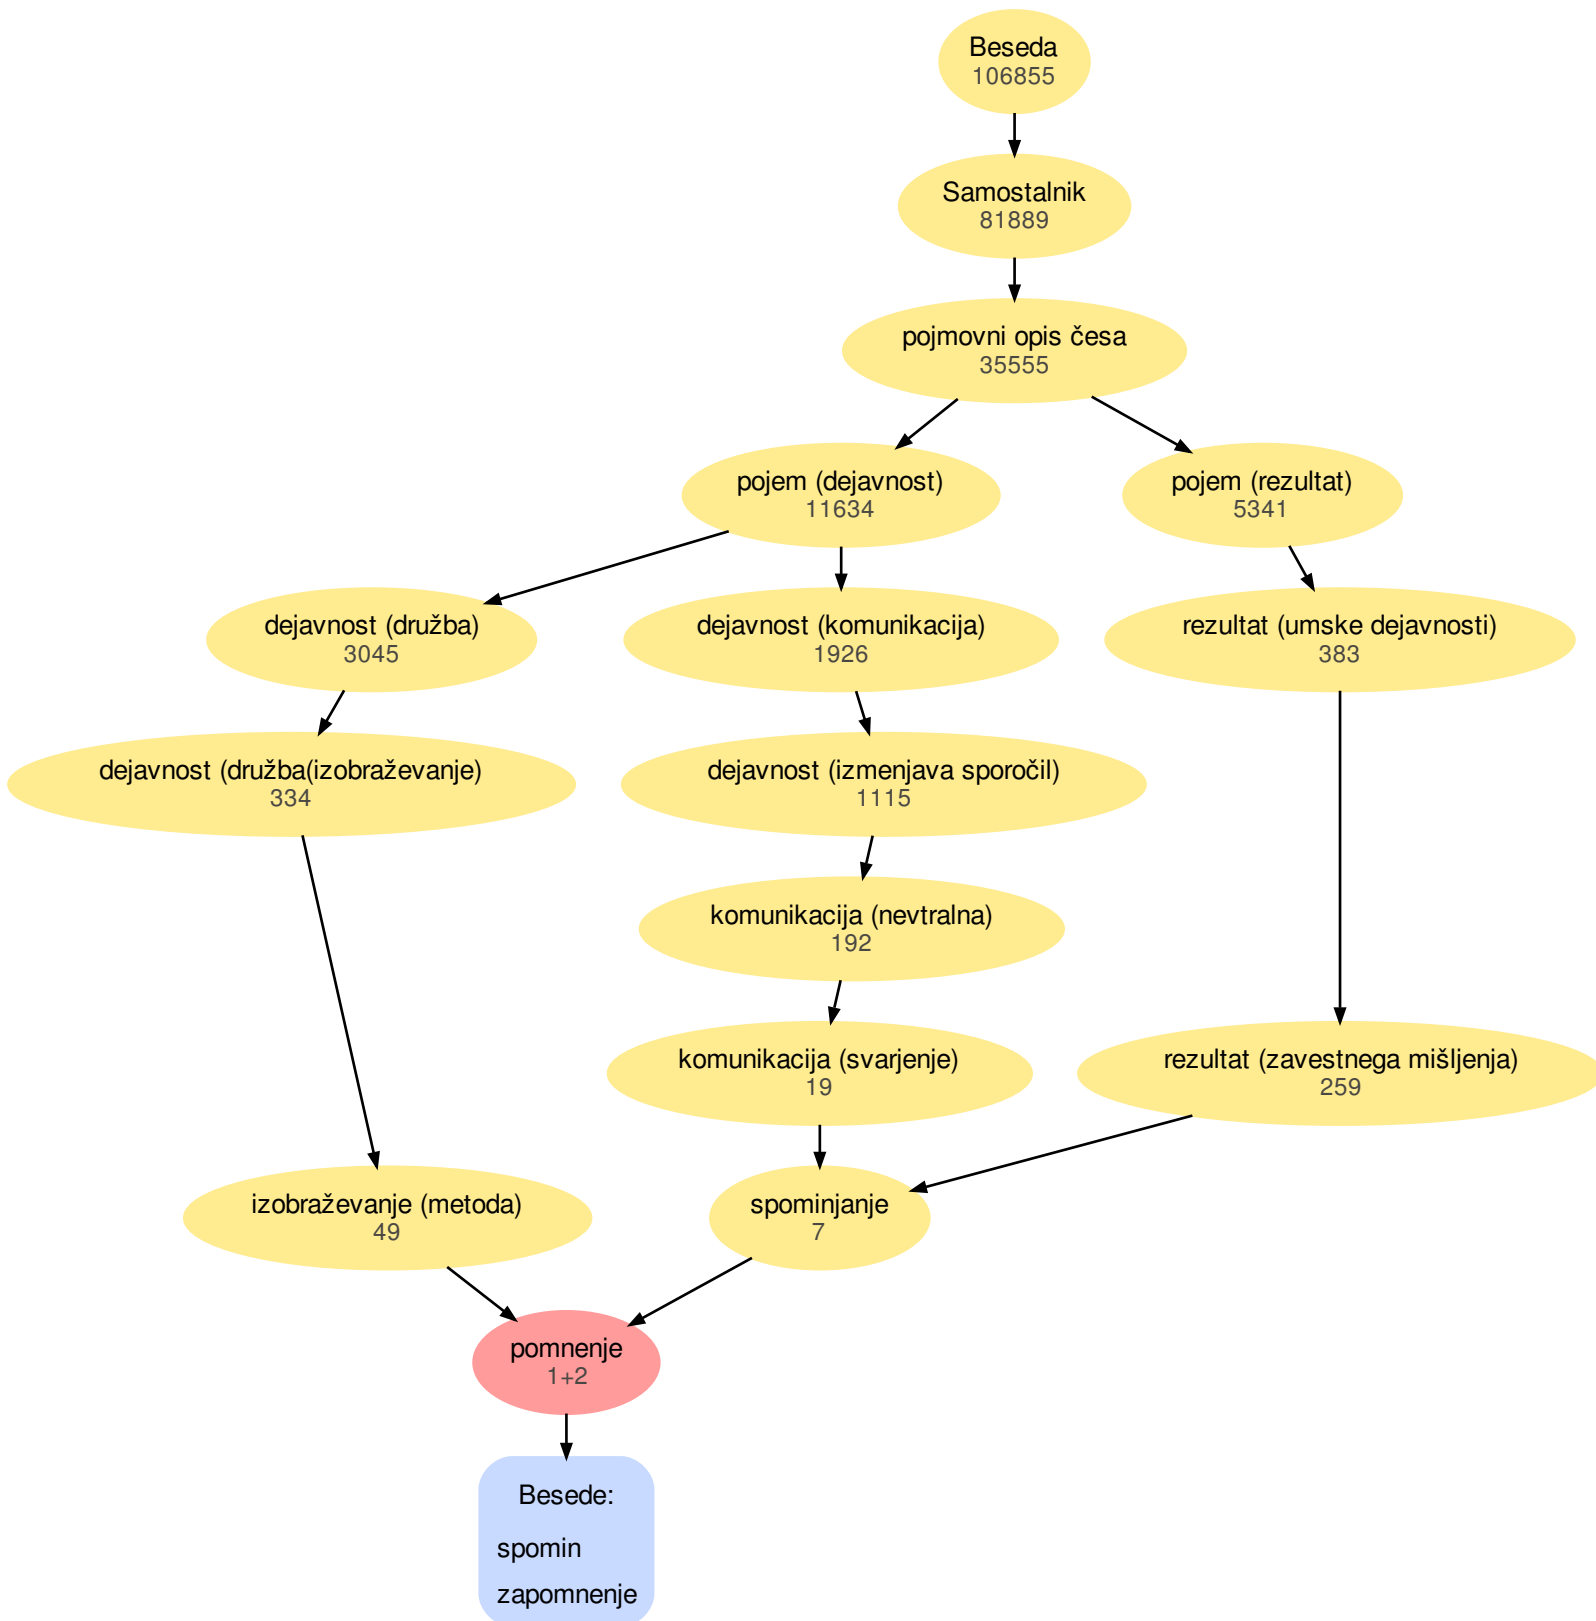 Beseda
106855
Samostalnik
81889
pojmovni opis česa
35555
pojem (dejavnost)
11634
pojem (rezultat)
5341
dejavnost (družba)
3045
dejavnost (komunikacija)
1926
rezultat (umske dejavnosti)
383
dejavnost (družba(izobraževanje)
334
dejavnost (izmenjava sporočil)
1115
komunikacija (nevtralna)
192
komunikacija (svarjenje)
19
rezultat (zavestnega mišljenja)
259
izobraževanje (metoda)
49
spominjanje
7
pomnenje
1+2
Besede:
spomin
zapomnenje